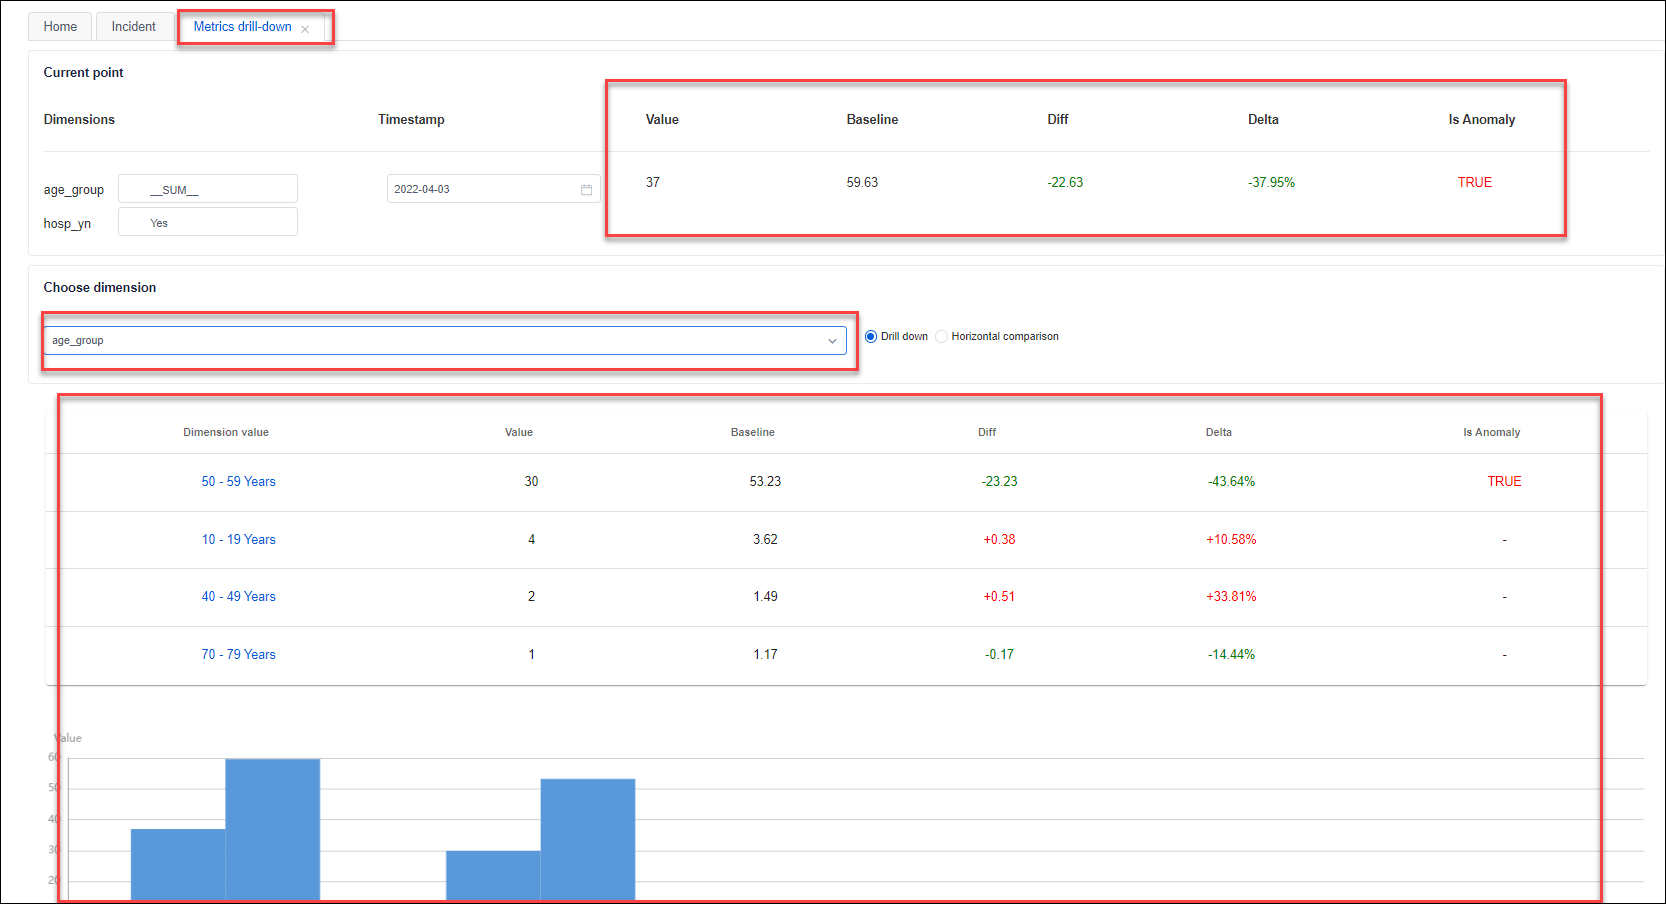 Home Incident Metrics drill-down
Current point
Dimensions Timestamp Value Baseline Diff Delta Is Anomaly
age_group __SUM__ 2022-04-03 37 59.63 -22.63 -37.95% TRUE
hosp_yn Yes
Choose dimension
age_group Drill down Horizontal comparison
Dimension value Value Baseline Diff Delta Is Anomaly
50 - 59 Years 30 53.23 -23.23 -43.64% TRUE
10 - 19 Years 4 3.62 +0.38 +10.58% -
40 - 49 Years 2 1.49 +0.51 +33.81% -
70 - 79 Years 1 1.17 -0.17 -14.44% -
Value
60
50
40
30
20